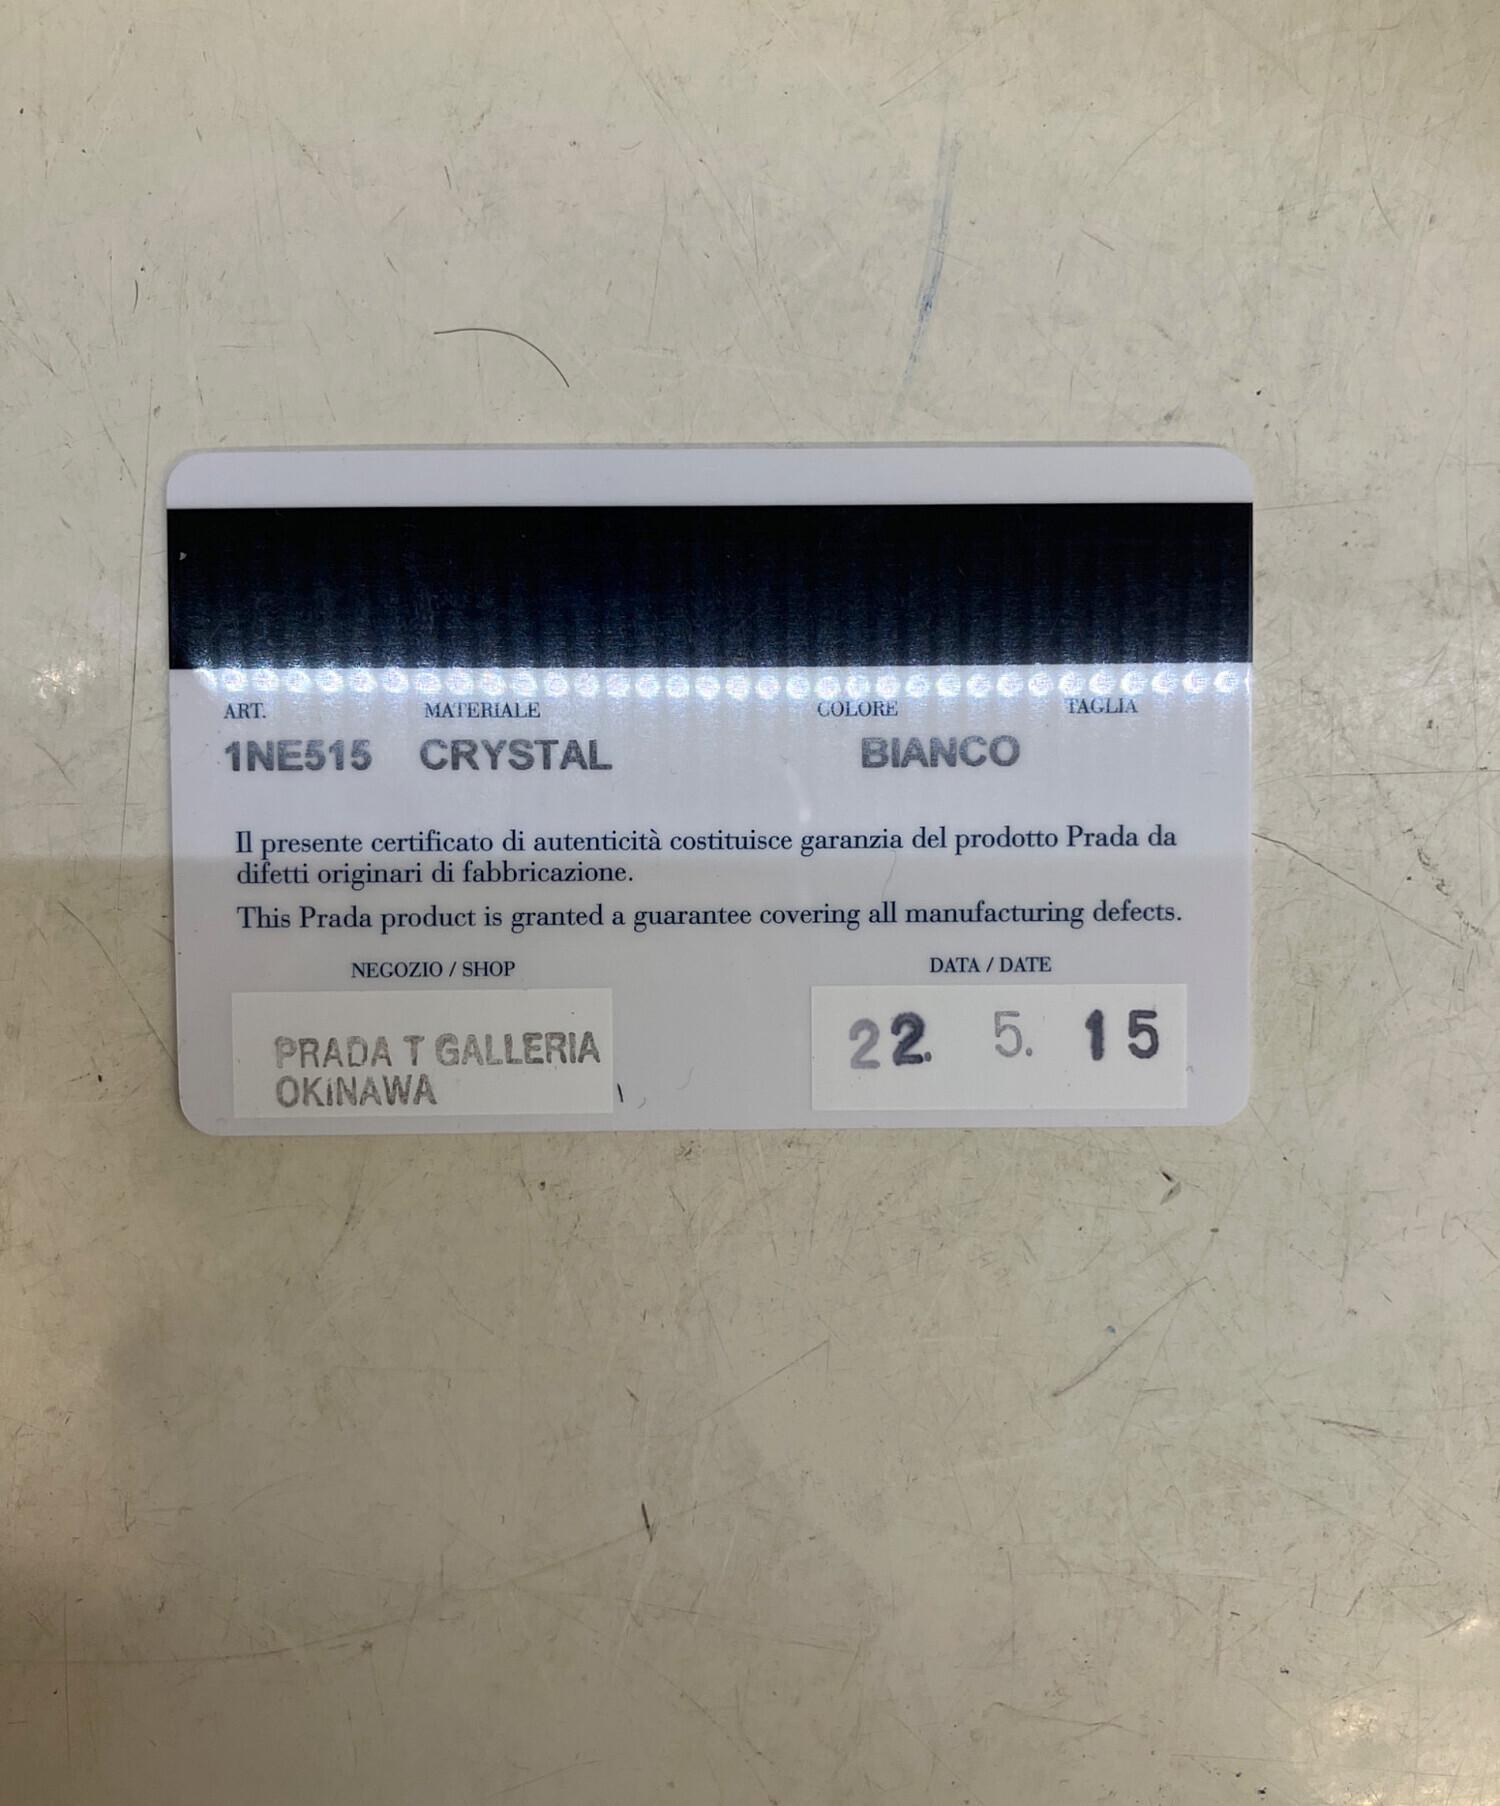 ART. MATERIALE COLORE TAGLIA
1NE515 CRYSTAL BIANCO
Il presente certificato di autenticità costituisce garanzia del prodotto Prada da
difetti originari di fabbricazione.
This Prada product is granted a guarantee covering all manufacturing defects.
NEGOZIO / SHOP DATA / DATE
PRADA T GALLERIA
OKiNAWA
22. 5. 15